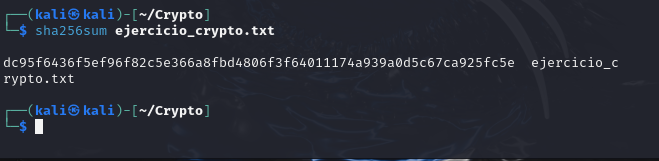 ┌──(kali㉿kali)-[~/Crypto]
└─$ sha256sum ejercicio_crypto.txt
dc95f6436f5ef96f82c5e366a8fbd4806f3f64011174a939a0d5c67ca925fc5e  ejercicio_c
rypto.txt
┌──(kali㉿kali)-[~/Crypto]
└─$